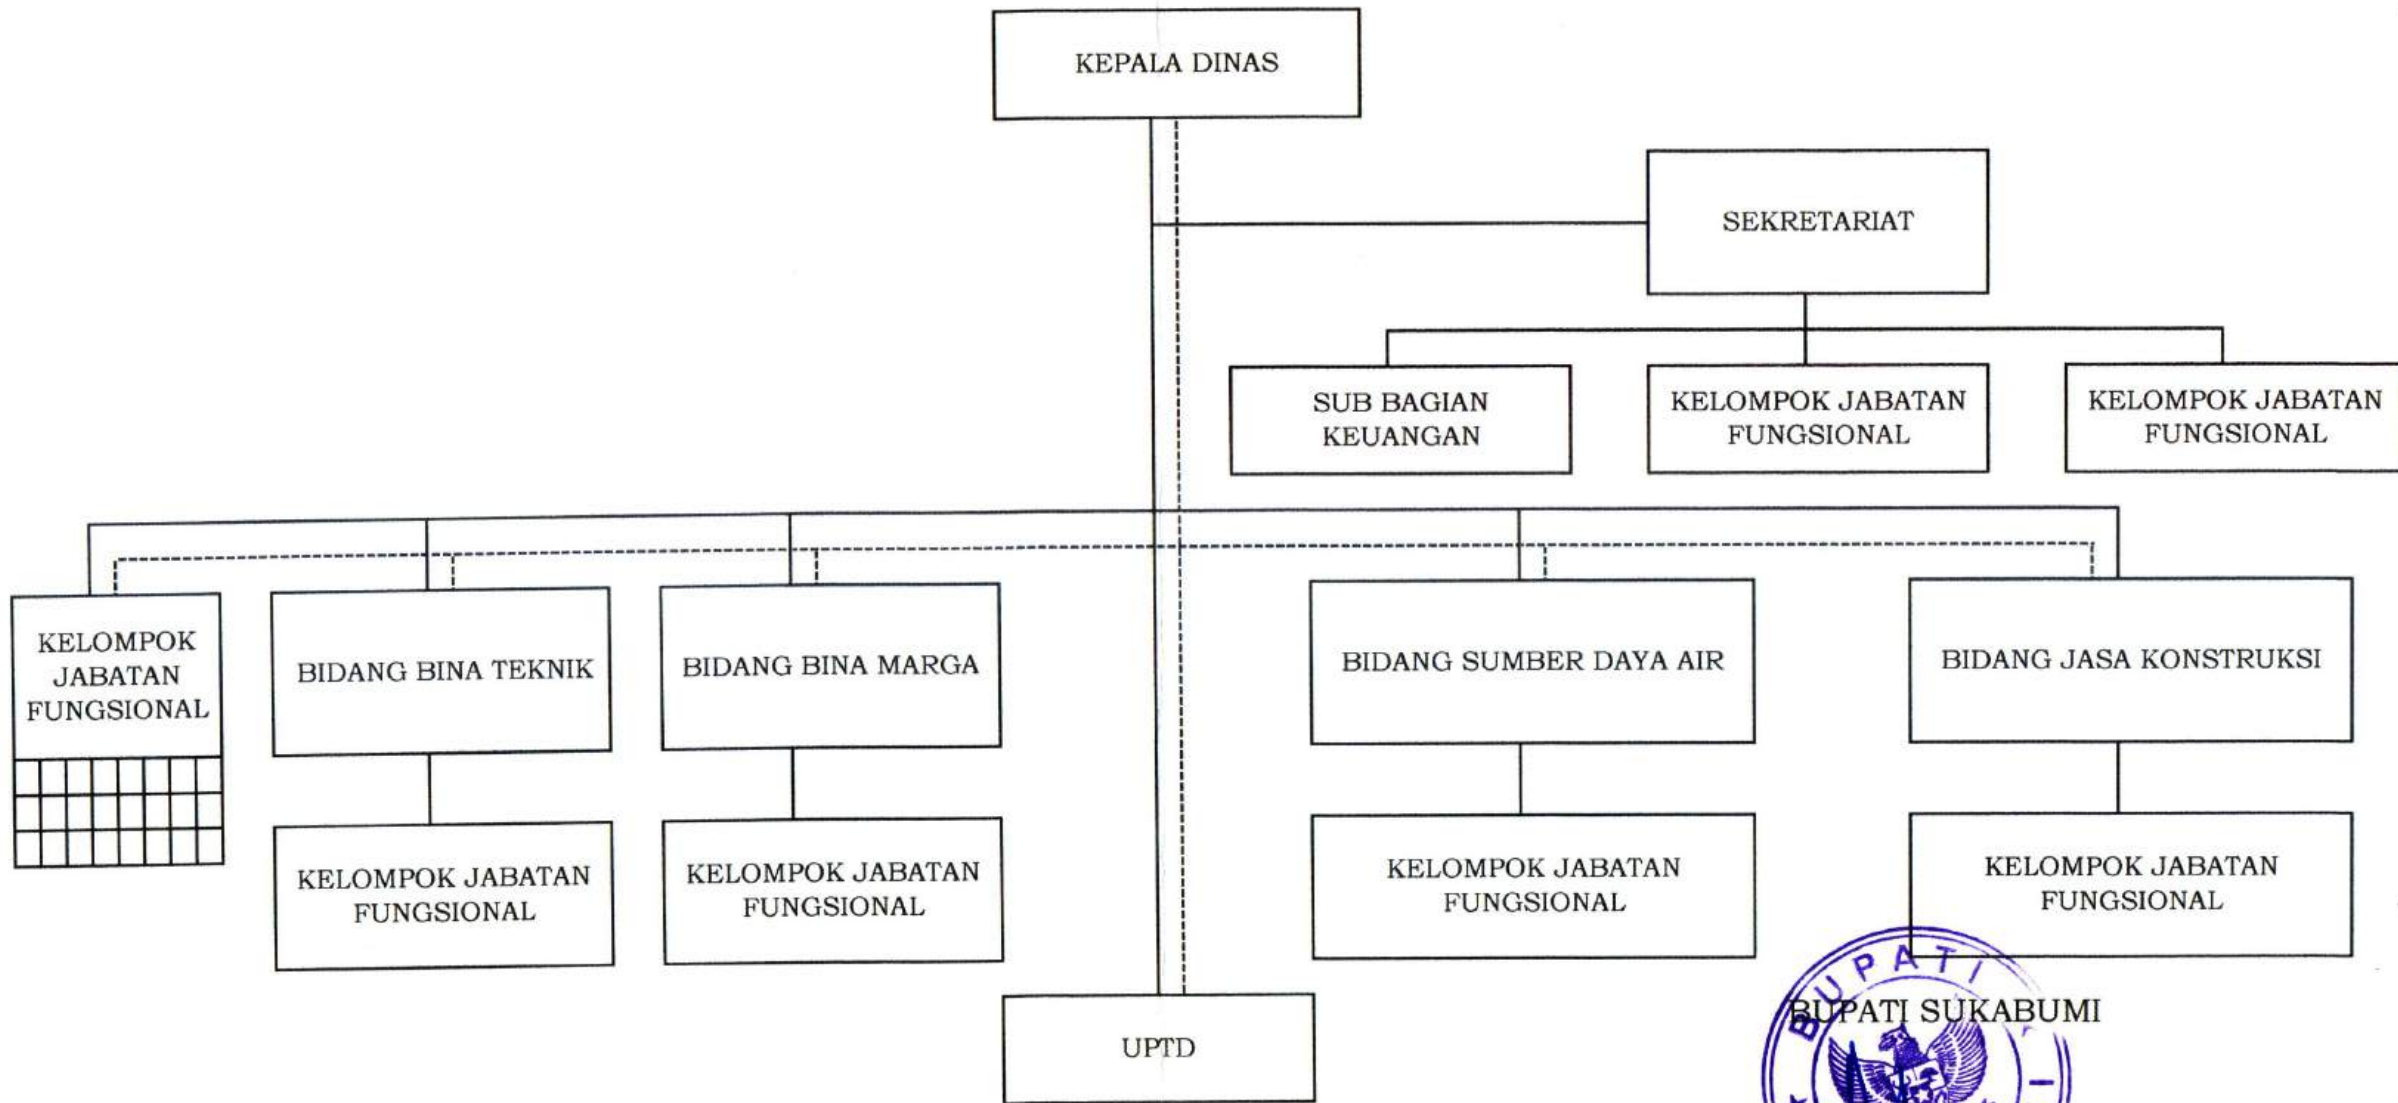 KEPALA DINAS
SEKRETARIAT
SUB BAGIAN
KEUANGAN
KELOMPOK JABATAN
FUNGSIONAL
KELOMPOK JABATAN
FUNGSIONAL
KELOMPOK
JABATAN
FUNGSIONAL
BIDANG BINA TEKNIK
BIDANG BINA MARGA
BIDANG SUMBER DAYA AIR
BIDANG JASA KONSTRUKSI
KELOMPOK JABATAN
FUNGSIONAL
KELOMPOK JABATAN
FUNGSIONAL
KELOMPOK JABATAN
FUNGSIONAL
KELOMPOK JABATAN
FUNGSIONAL
UPTD
BUPATI SUKABUMI
BUPATI